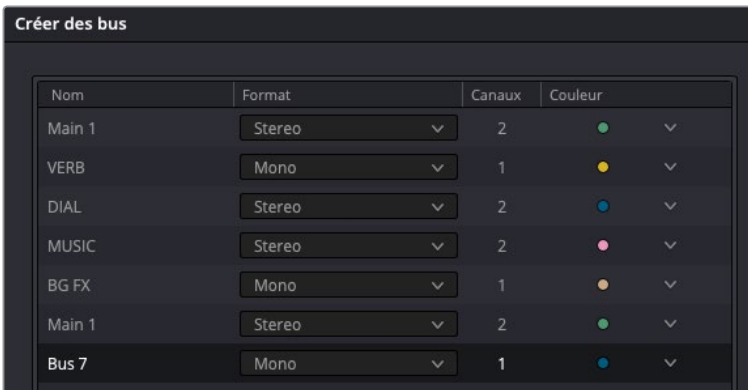 Créer des bus
Nom Format Canaux Couleur
Main 1 Stereo 2
VERB Mono 1
DIAL Stereo 2
MUSIC Stereo 2
BG FX Mono 1
Main 1 Stereo 2
Bus 7 Mono 1